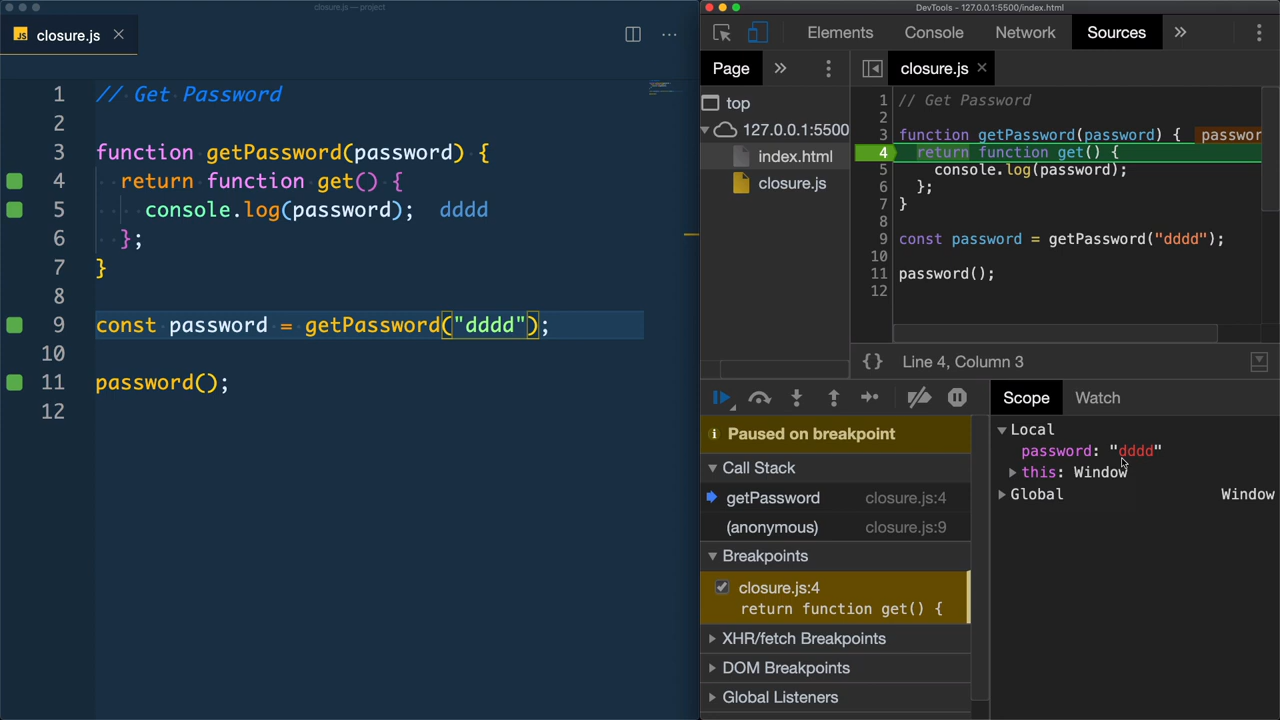 closure.js — project
JS closure.js
1 // Get Password
2
3 function getPassword(password) {
4 return function get() {
5 console.log(password); dddd
6 };
7 }
8
9 const password = getPassword("dddd");
10
11 password();
12
DevTools - 127.0.0.1:5500/index.html
Elements Console Network Sources »
Page » closure.js
top
127.0.0.1:5500
index.html
closure.js
1 // Get Password
2
3 function getPassword(password) { passwor
4 return function get() {
5 console.log(password);
6 };
7 }
8
9 const password = getPassword("dddd");
10
11 password();
12
{} Line 4, Column 3
Scope Watch
Paused on breakpoint
Call Stack
getPassword closure.js:4
(anonymous) closure.js:9
Breakpoints
closure.js:4
return function get() {
XHR/fetch Breakpoints
DOM Breakpoints
Global Listeners
Local
password: "dddd"
this: Window
Global Window